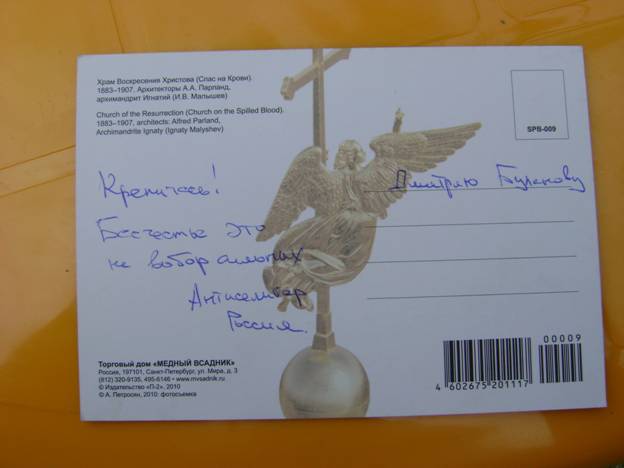 Храм Воскресения Христова (Спас на Крови).
1883–1907. Архитекторы А.А. Парланд,
архимандрит Игнатий (И.В. Малышев)
Church of the Resurrection (Church on the Spilled Blood).
1883–1907, architects: Alfred Parland,
Archimandrite Ignaty (Ignaty Malyshev)
SPB-009
Дмитрию Буланову
Крепитесь!
Бесчестье это
не выбор
Антиселигер
Россия.
Торговый дом «МЕДНЫЙ ВСАДНИК»
Россия, 197101, Санкт-Петербург, ул. Мира, д. 3
(812) 320-9135, 495-6146 • www.mvsadnik.ru
© Издательство «П-2», 2010
© А. Петросян, 2010: фотосъемка
00009
4 602675 201117